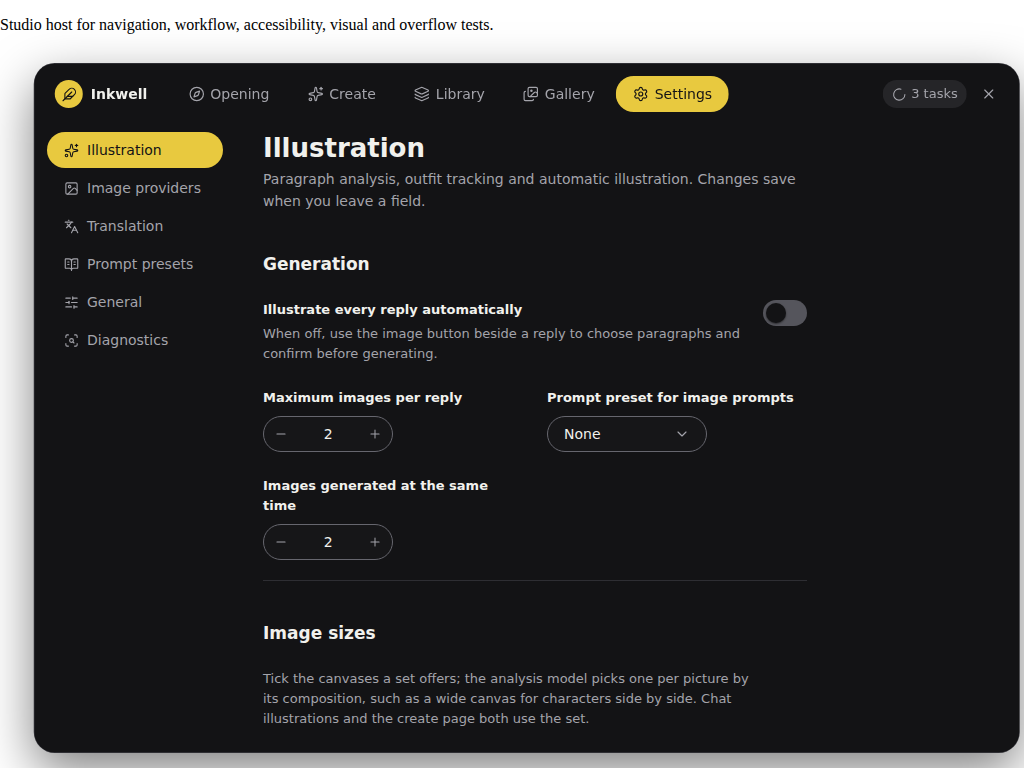 Studio host for navigation, workflow, accessibility, visual and overflow tests.
Inkwell
Opening
Create
Library
Gallery
Settings
3 tasks
Illustration
Image providers
Translation
Prompt presets
General
Diagnostics
Illustration
Paragraph analysis, outfit tracking and automatic illustration. Changes save
when you leave a field.
Generation
Illustrate every reply automatically
When off, use the image button beside a reply to choose paragraphs and
confirm before generating.
Maximum images per reply
2
Prompt preset for image prompts
None
Images generated at the same
time
2
Image sizes
Tick the canvases a set offers; the analysis model picks one per picture by
its composition, such as a wide canvas for characters side by side. Chat
illustrations and the create page both use the set.